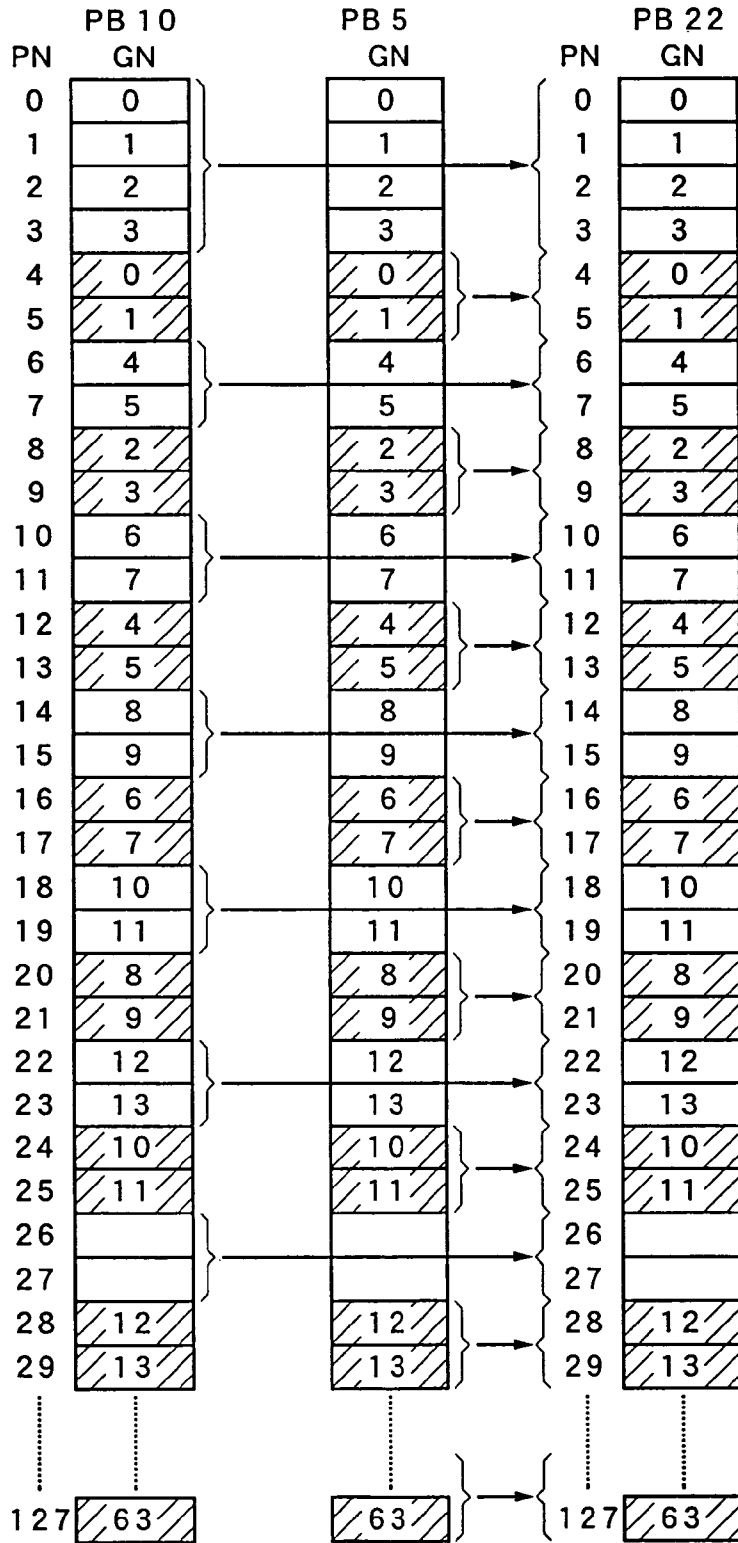 PB 10 PB 5 PB 22
PN GN GN PN GN
0 0 0 0 0
1 1 1 1 1
2 2 2 2 2
3 3 3 3 3
4 0 0 4 0
5 1 1 5 1
6 4 4 6 4
7 5 5 7 5
8 2 2 8 2
9 3 3 9 3
10 6 6 10 6
11 7 7 11 7
12 4 4 12 4
13 5 5 13 5
14 8 8 14 8
15 9 9 15 9
16 6 6 16 6
17 7 7 17 7
18 10 10 18 10
19 11 11 19 11
20 8 8 20 8
21 9 9 21 9
22 12 12 22 12
23 13 13 23 13
24 10 10 24 10
25 11 11 25 11
26 26
27 27
28 12 12 28 12
29 13 13 29 13
127 63 63 127 63